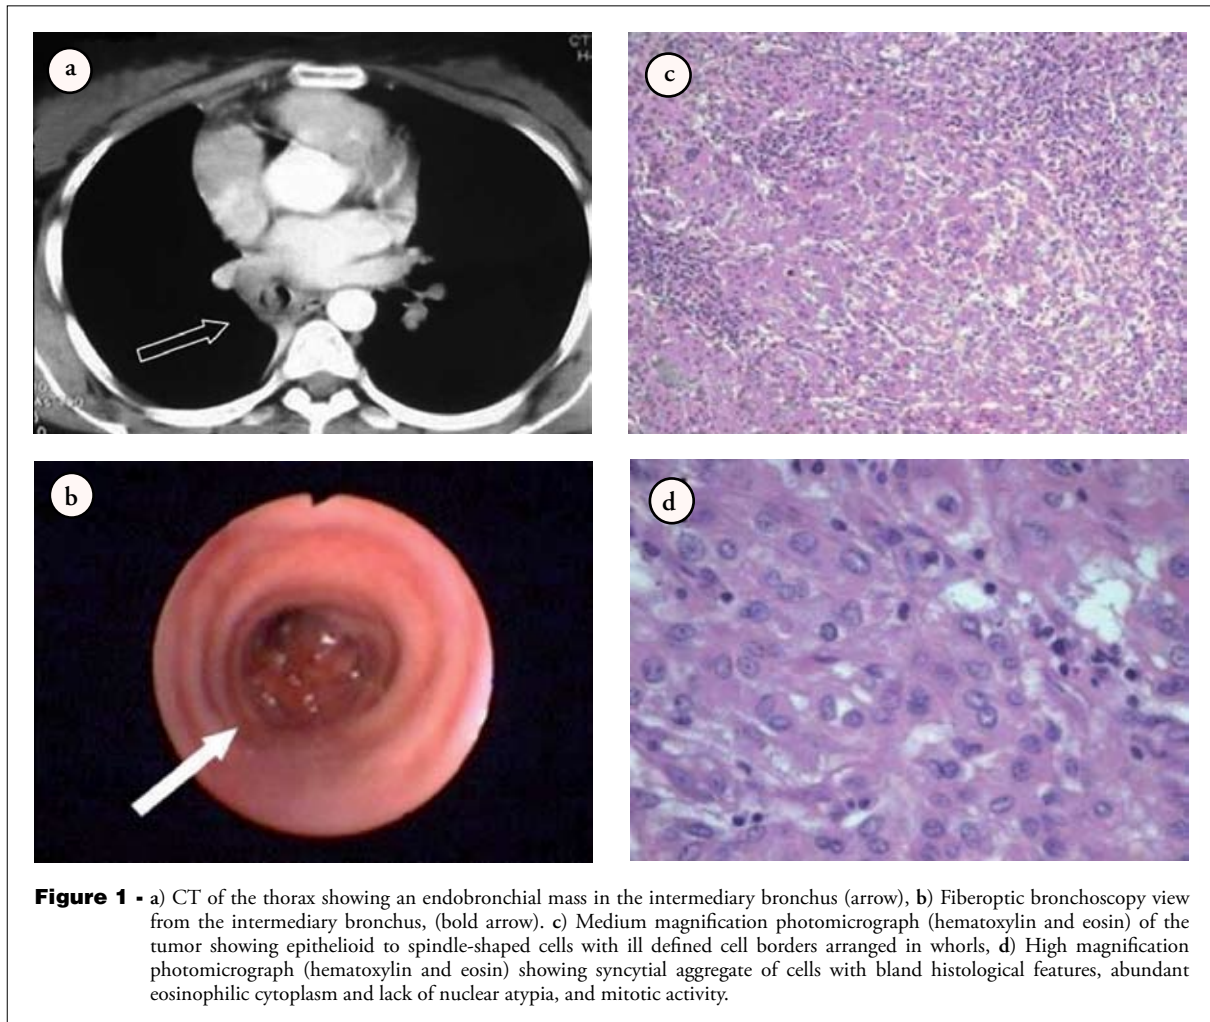 a
CT
H
c
b
d
Figure 1 - a) CT of the thorax showing an endobronchial mass in the intermediary bronchus (arrow), b) Fiberoptic bronchoscopy view
from the intermediary bronchus, (bold arrow). c) Medium magnification photomicrograph (hematoxylin and eosin) of the
tumor showing epithelioid to spindle-shaped cells with ill defined cell borders arranged in whorls, d) High magnification
photomicrograph (hematoxylin and eosin) showing syncytial aggregate of cells with bland histological features, abundant
eosinophilic cytoplasm and lack of nuclear atypia, and mitotic activity.